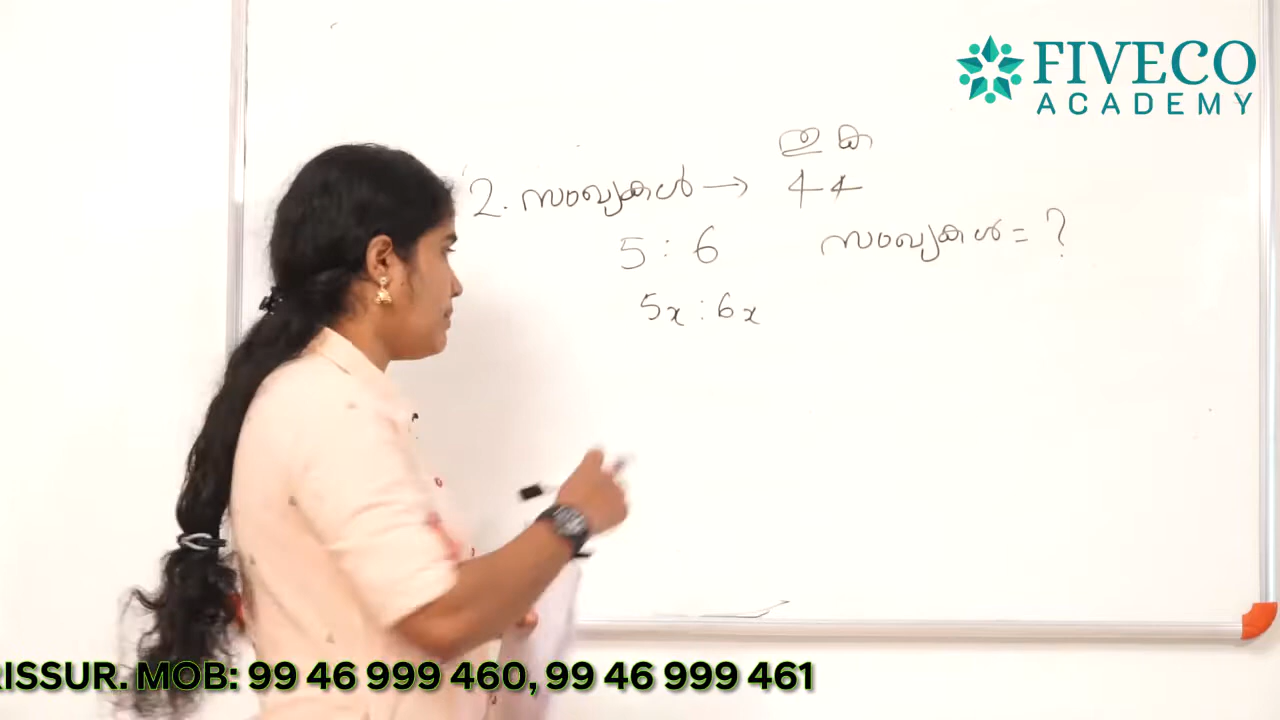 FIVECO
ACADEMY
തുക
2. സംഖ്യകൾ → 44
5 : 6 സംഖ്യകൾ = ?
5x : 6x
RISSUR. MOB: 99 46 999 460, 99 46 999 461